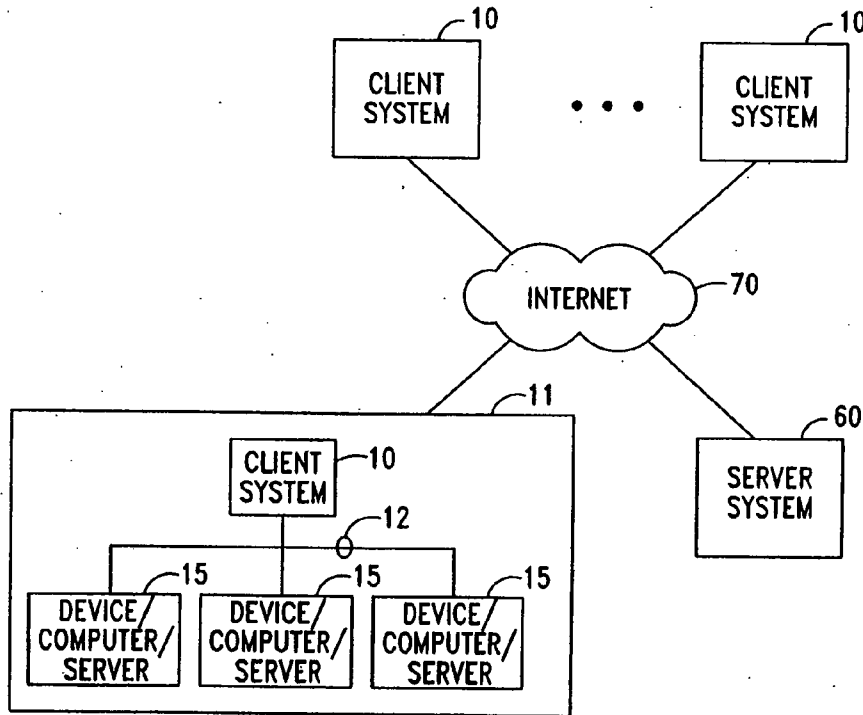 10
10
CLIENT
SYSTEM
CLIENT
SYSTEM
INTERNET
70
11
60
CLIENT
SYSTEM
10
SERVER
SYSTEM
12
15
15
15
DEVICE/
COMPUTER/
SERVER
DEVICE/
COMPUTER/
SERVER
DEVICE/
COMPUTER/
SERVER